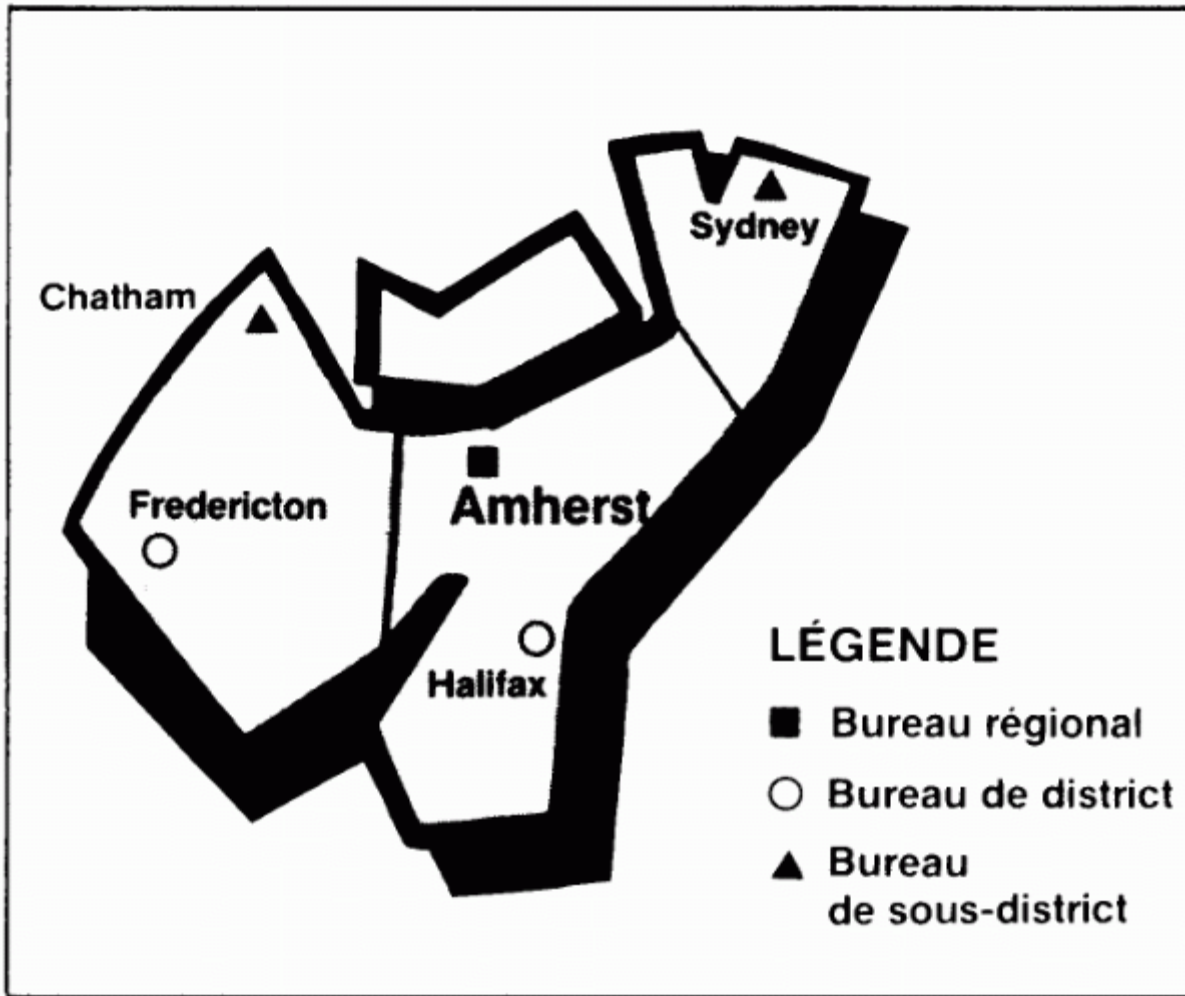 Sydney
Chatham
Fredericton
Amherst
Halifax
LÉGENDE
Bureau régional
Bureau de district
Bureau
de sous-district